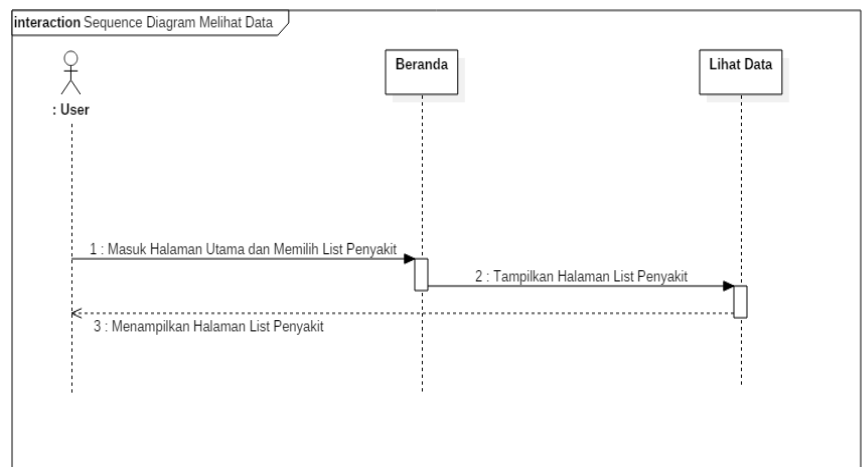 interaction Sequence Diagram Melihat Data
Beranda
Lihat Data
: User
1 : Masuk Halaman Utama dan Memilih List Penyakit
2 : Tampilkan Halaman List Penyakit
3 : Menampilkan Halaman List Penyakit